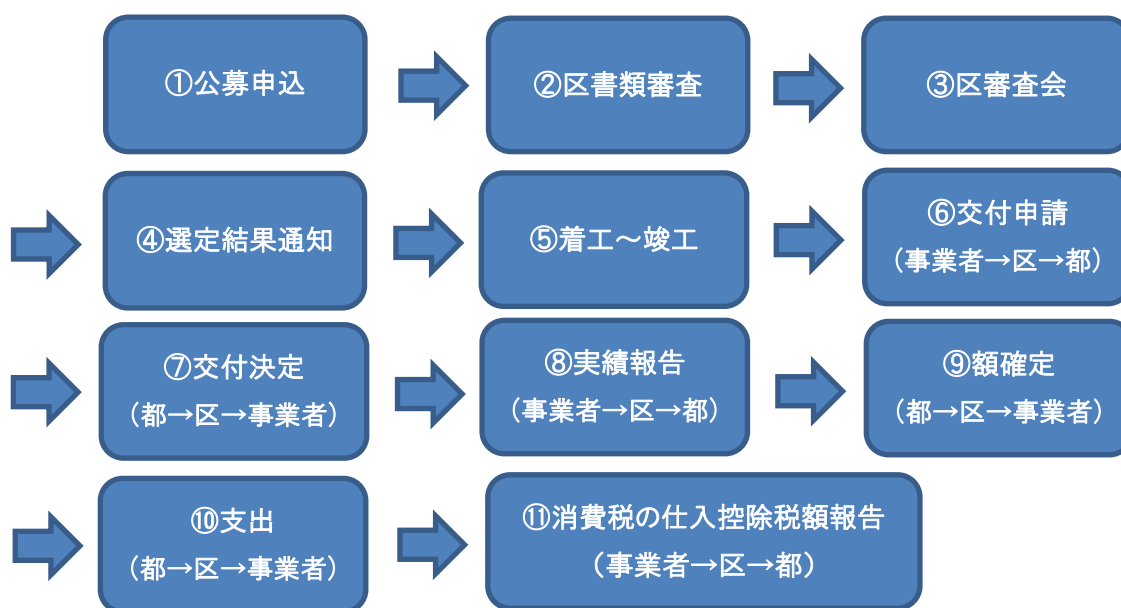 ①公募申込
②区書類審査
③区審査会
④選定結果通知
⑤着工～竣工
⑥交付申請
（事業者→区→都）
⑦交付決定
（都→区→事業者）
⑧実績報告
（事業者→区→都）
⑨額確定
（都→区→事業者）
⑩支出
（都→区→事業者）
⑪消費税の仕入控除税額報告
（事業者→区→都）